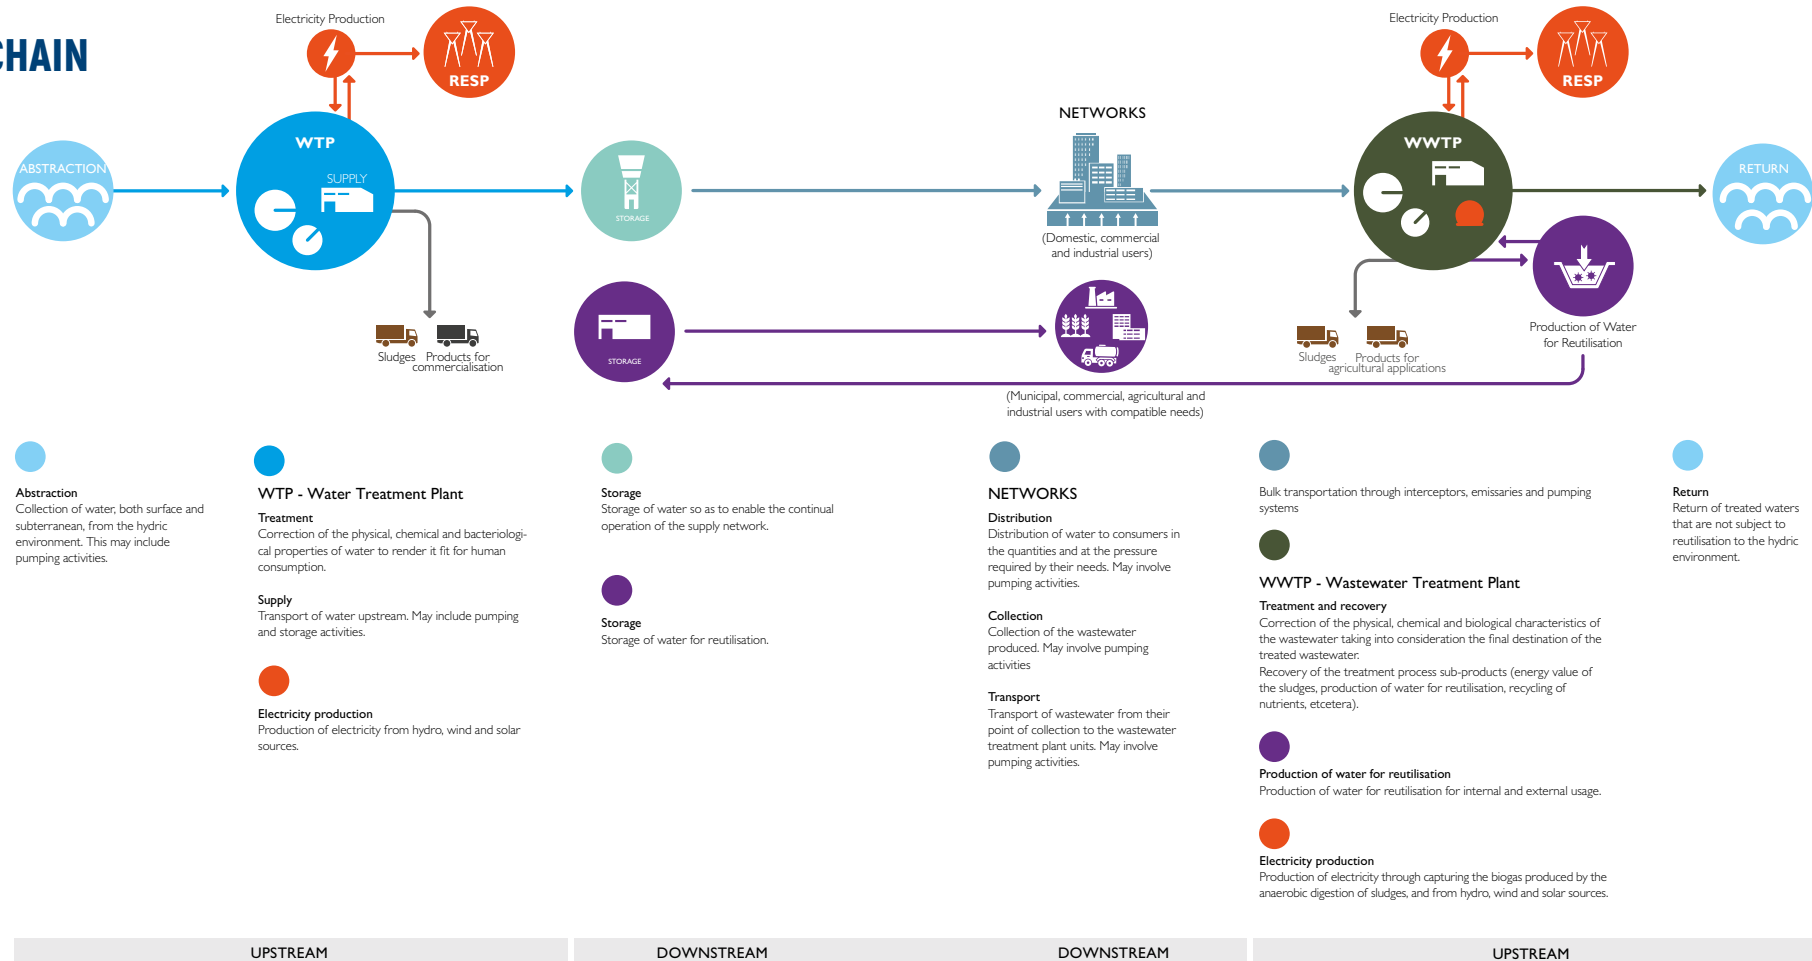 CHAIN
Electricity Production
RESP
Electricity Production
RESP
ABSTRACTION
WTP
SUPPLY
STORAGE
NETWORKS
(Domestic, commercial
and industrial users)
WWTP
RETURN
Sludges
Products for
commercialisation
STORAGE
(Municipal, commercial, agricultural and
industrial users with compatible needs)
Sludges
Products for
agricultural applications
Production of Water
for Reutilisation
Abstraction
Collection of water, both surface and
subterranean, from the hydric
environment. This may include
pumping activities.
WTP - Water Treatment Plant
Treatment
Correction of the physical, chemical and bacteriologi-
cal properties of water to render it fit for human
consumption.
Supply
Transport of water upstream. May include pumping
and storage activities.
Electricity production
Production of electricity from hydro, wind and solar
sources.
Storage
Storage of water so as to enable the continual
operation of the supply network.
Storage
Storage of water for reutilisation.
NETWORKS
Distribution
Distribution of water to consumers in
the quantities and at the pressure
required by their needs. May involve
pumping activities.
Collection
Collection of the wastewater
produced. May involve pumping
activities
Transport
Transport of wastewater from their
point of collection to the wastewater
treatment plant units. May involve
pumping activities.
Bulk transportation through interceptors, emissaries and pumping
systems
WWTP - Wastewater Treatment Plant
Treatment and recovery
Correction of the physical, chemical and biological characteristics of
the wastewater taking into consideration the final destination of the
treated wastewater.
Recovery of the treatment process sub-products (energy value of
the sludges, production of water for reutilisation, recycling of
nutrients, etcetera).
Production of water for reutilisation
Production of water for reutilisation for internal and external usage.
Electricity production
Production of electricity through capturing the biogas produced by the
anaerobic digestion of sludges, and from hydro, wind and solar sources.
Return
Return of treated waters
that are not subject to
reutilisation to the hydric
environment.
UPSTREAM
DOWNSTREAM
DOWNSTREAM
UPSTREAM